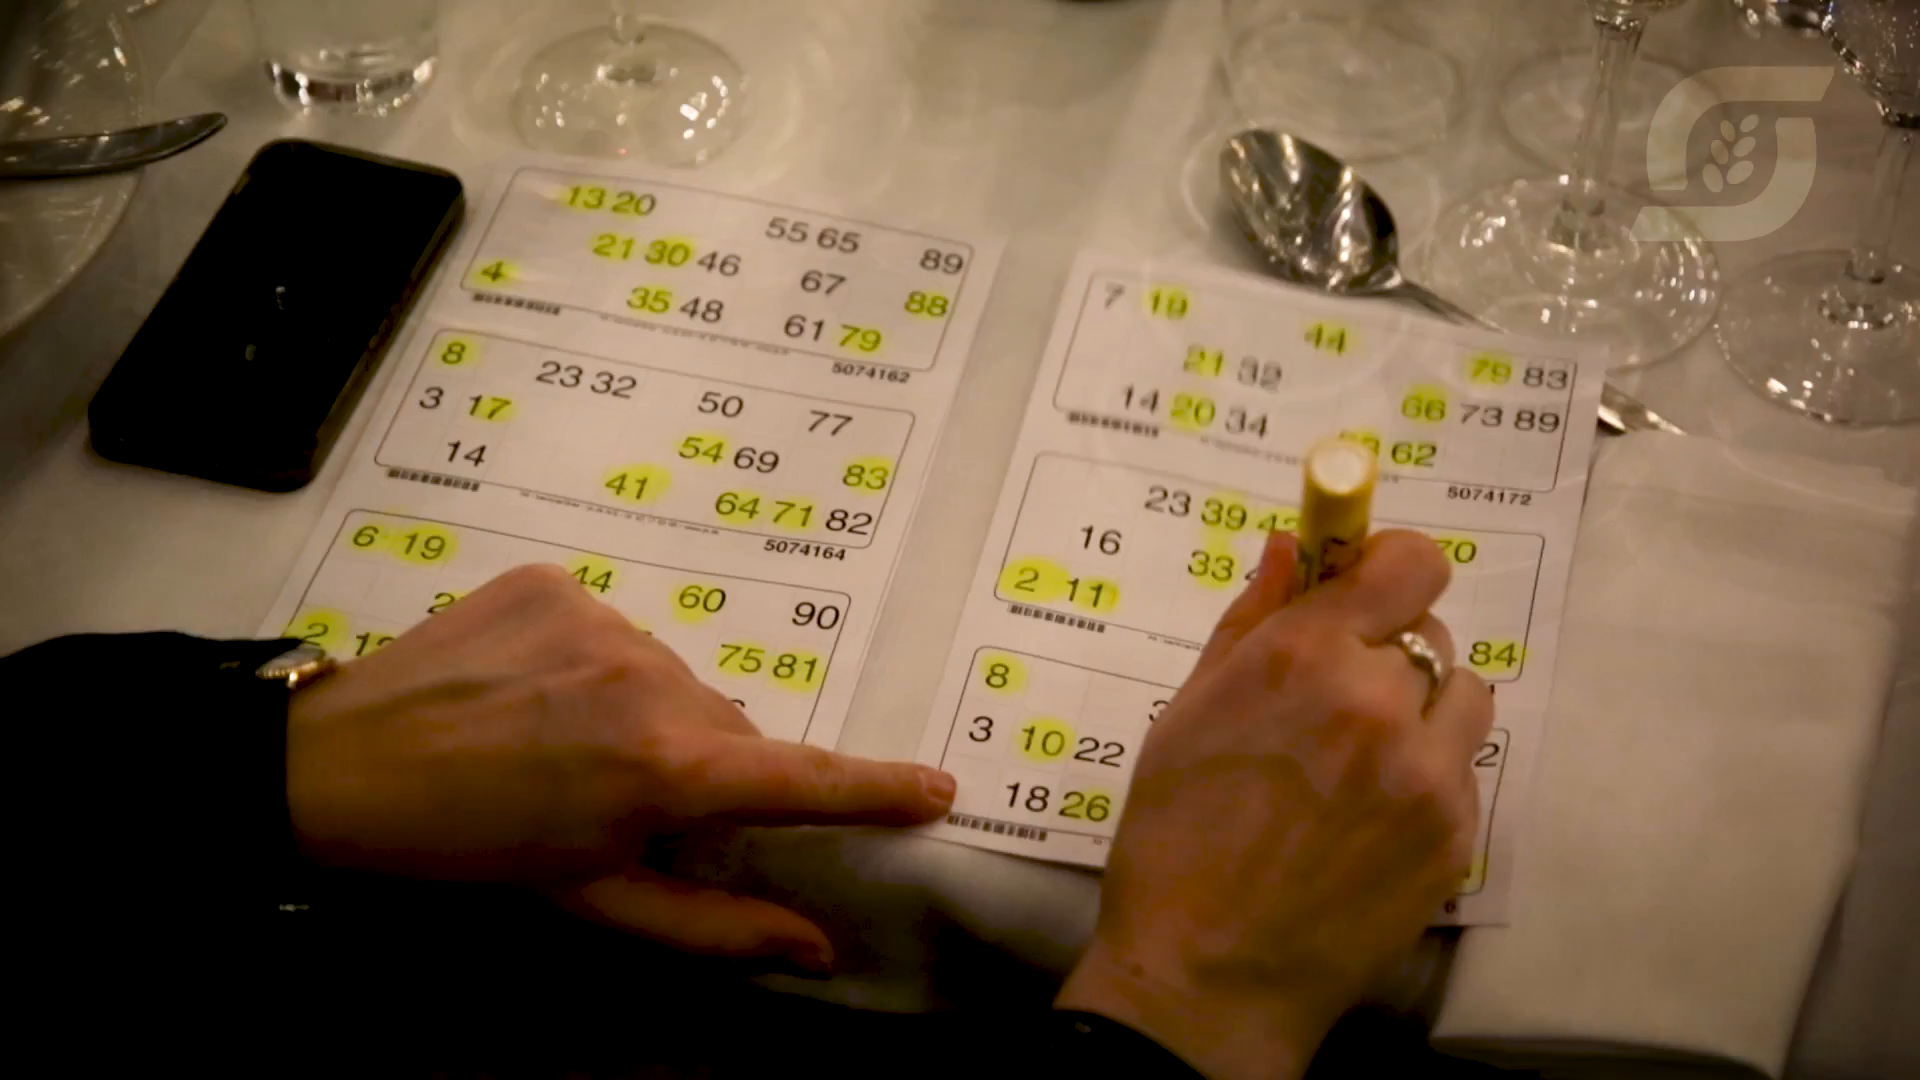 13 20 55 65 89
21 30 46 67 88
4 35 48 61 79
5074162
8 23 32 50 77
3 17 54 69 83
14 41 64 71 82
5074164
6 19 44 60 90
2 75 81
7 19 44 79 83
21 32 66 73 89
14 20 34 62
5074172
23 39 70
16 33
2 11 84
8
3 10 22
18 26